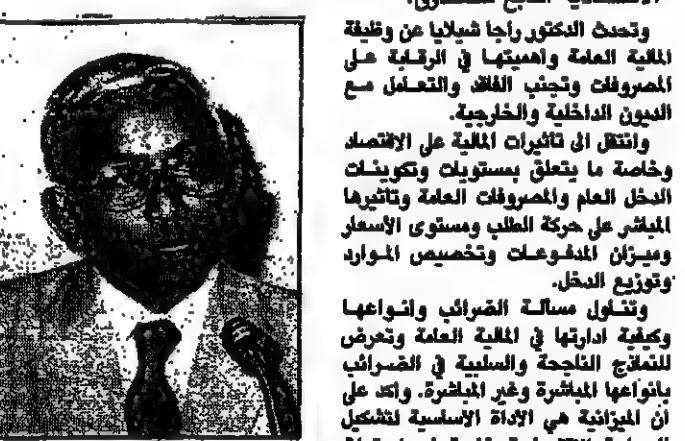 وتحدث الدكتور راجا شيلايا عن وظيفة
المالية العامة وأهميتها في الرقابة على
المصروفات وتجنب الفاقد والتعامل مع
الديون الداخلية والخارجية.
وانتقل الى تأثيرات المالية على الاقتصاد
وخاصة ما يتعلق بمستويات وتكوينات
الدخل العام والمصروفات العامة وتأثيرها
المباشر على حركة الطلب ومستوى الأسعار
وميزان المدفوعات وتخصيص الموارد
وتوزيع الدخل.
وتناول مسألة الضرائب وانواعها
وكيفية ادارتها في المالية العامة وتعرض
للنماذج الناجحة والسلبية في الضرائب
بانواعها المباشرة وغير المباشرة. وأكد على
أن الميزانية هي الأداة الأساسية لتشكيل